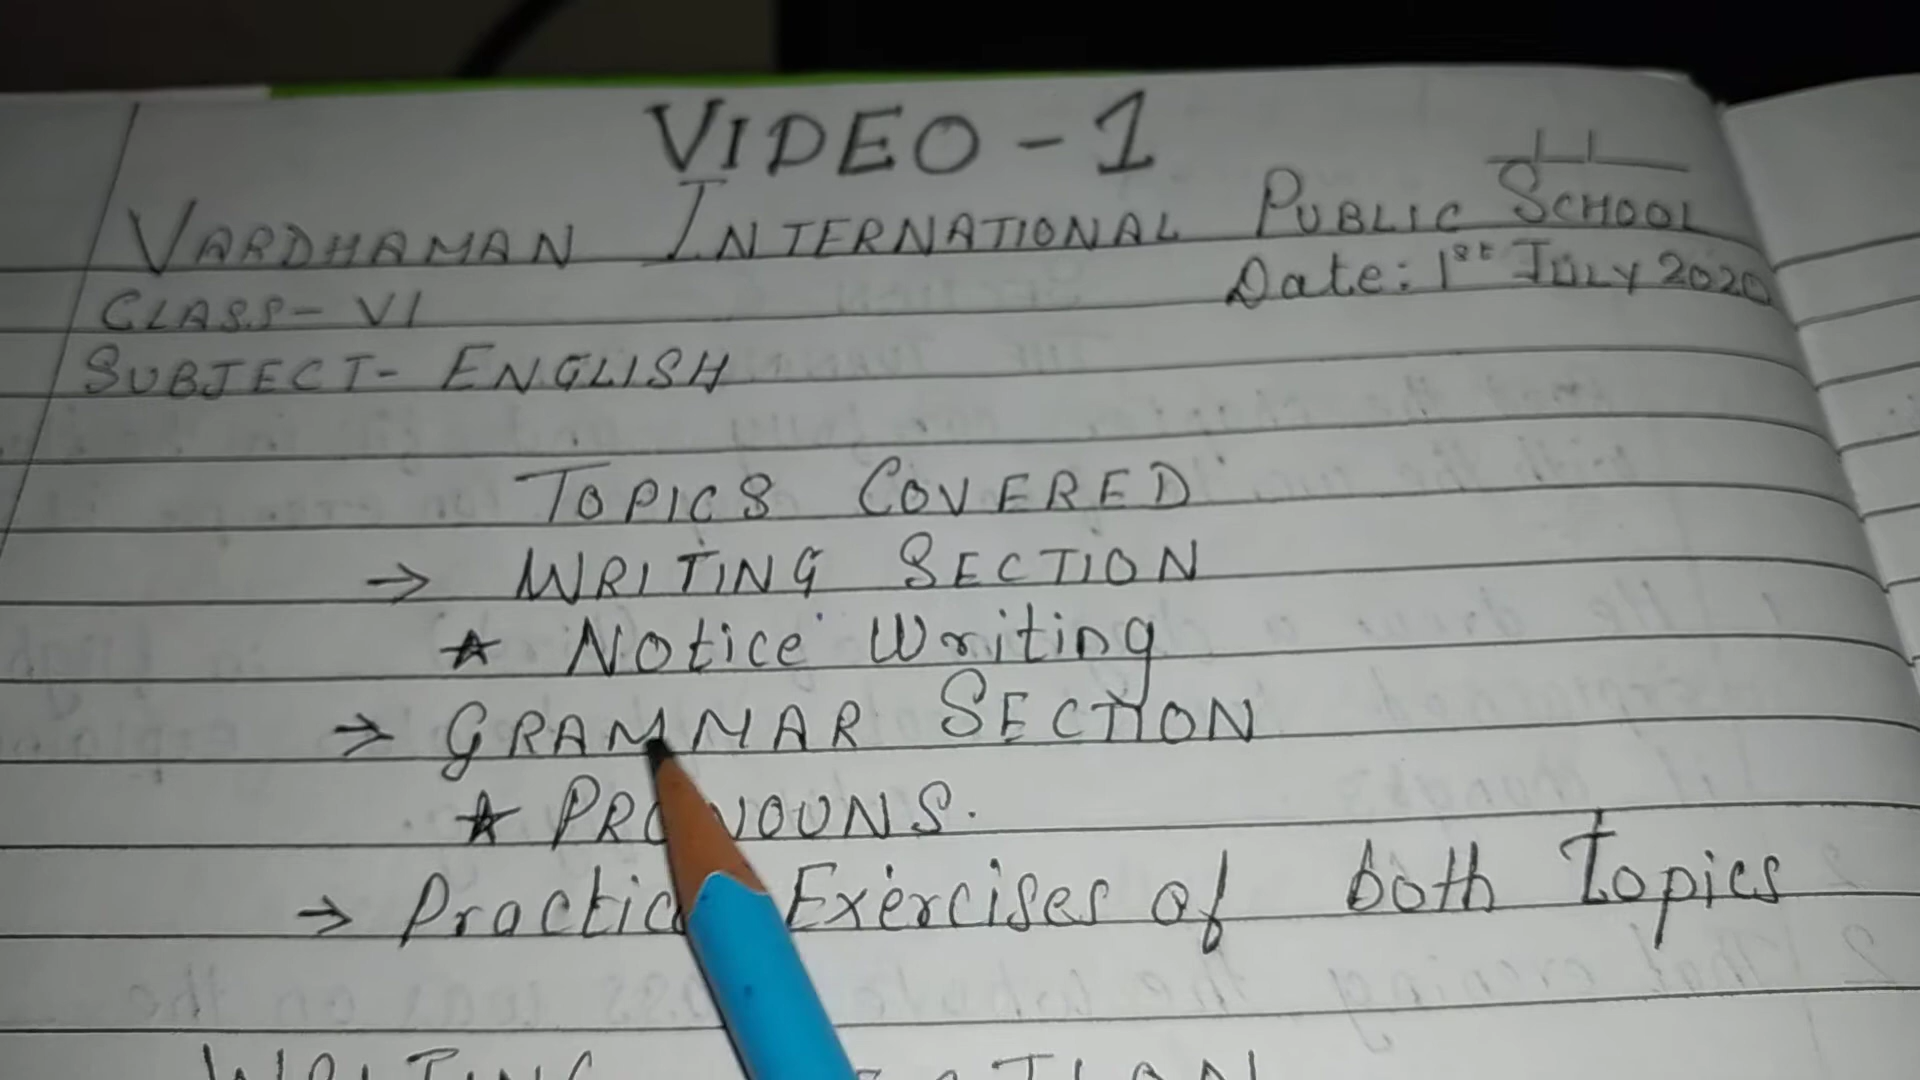 VIDEO - 1
VARDHAMAN INTERNATIONAL PUBLIC SCHOOL
Date: 1st JULY 2020
CLASS- VI
SUBJECT- ENGLISH
TOPICS COVERED
→ WRITING SECTION
★ Notice Writing
→ GRAMMAR SECTION
★ PRONOUNS.
→ Practice Exercises of both Topics